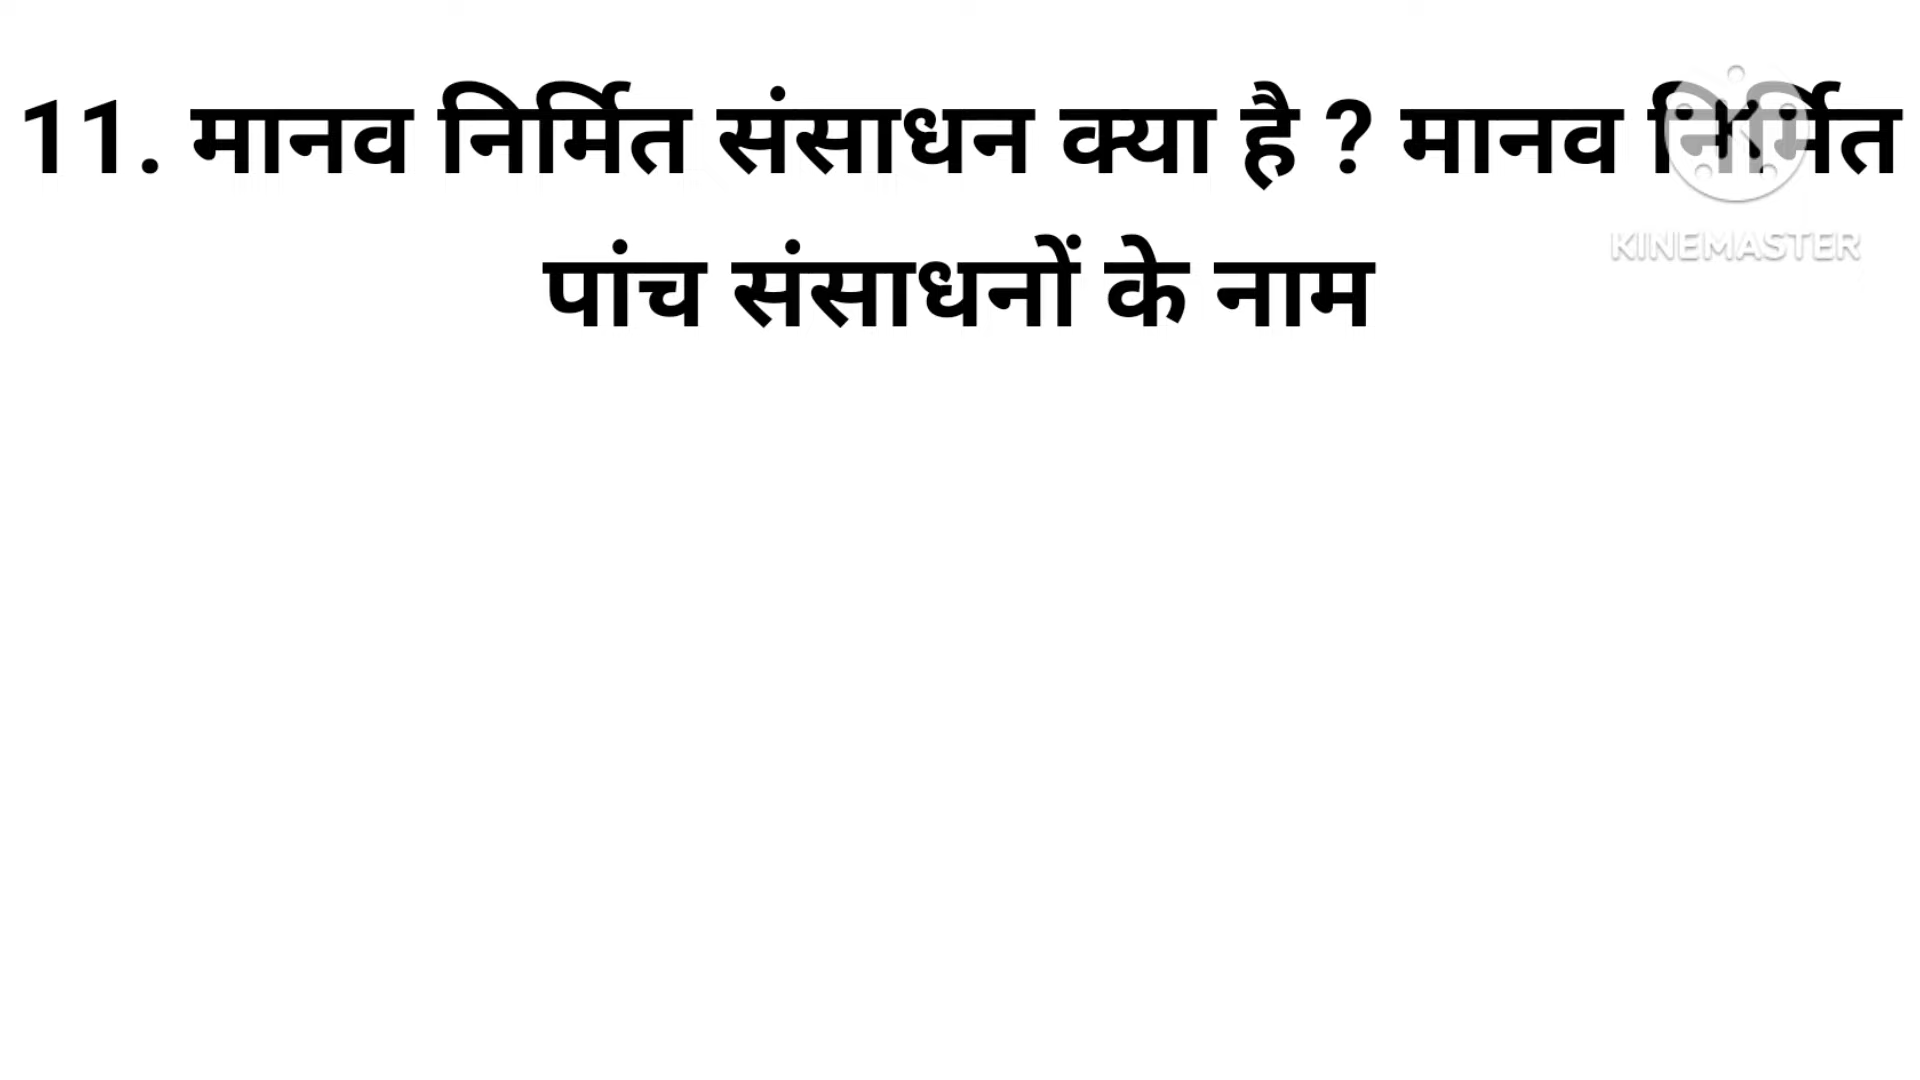 11. मानव निर्मित संसाधन क्या है ? मानव निर्मित
पांच संसाधनों के नाम
KINEMASTER